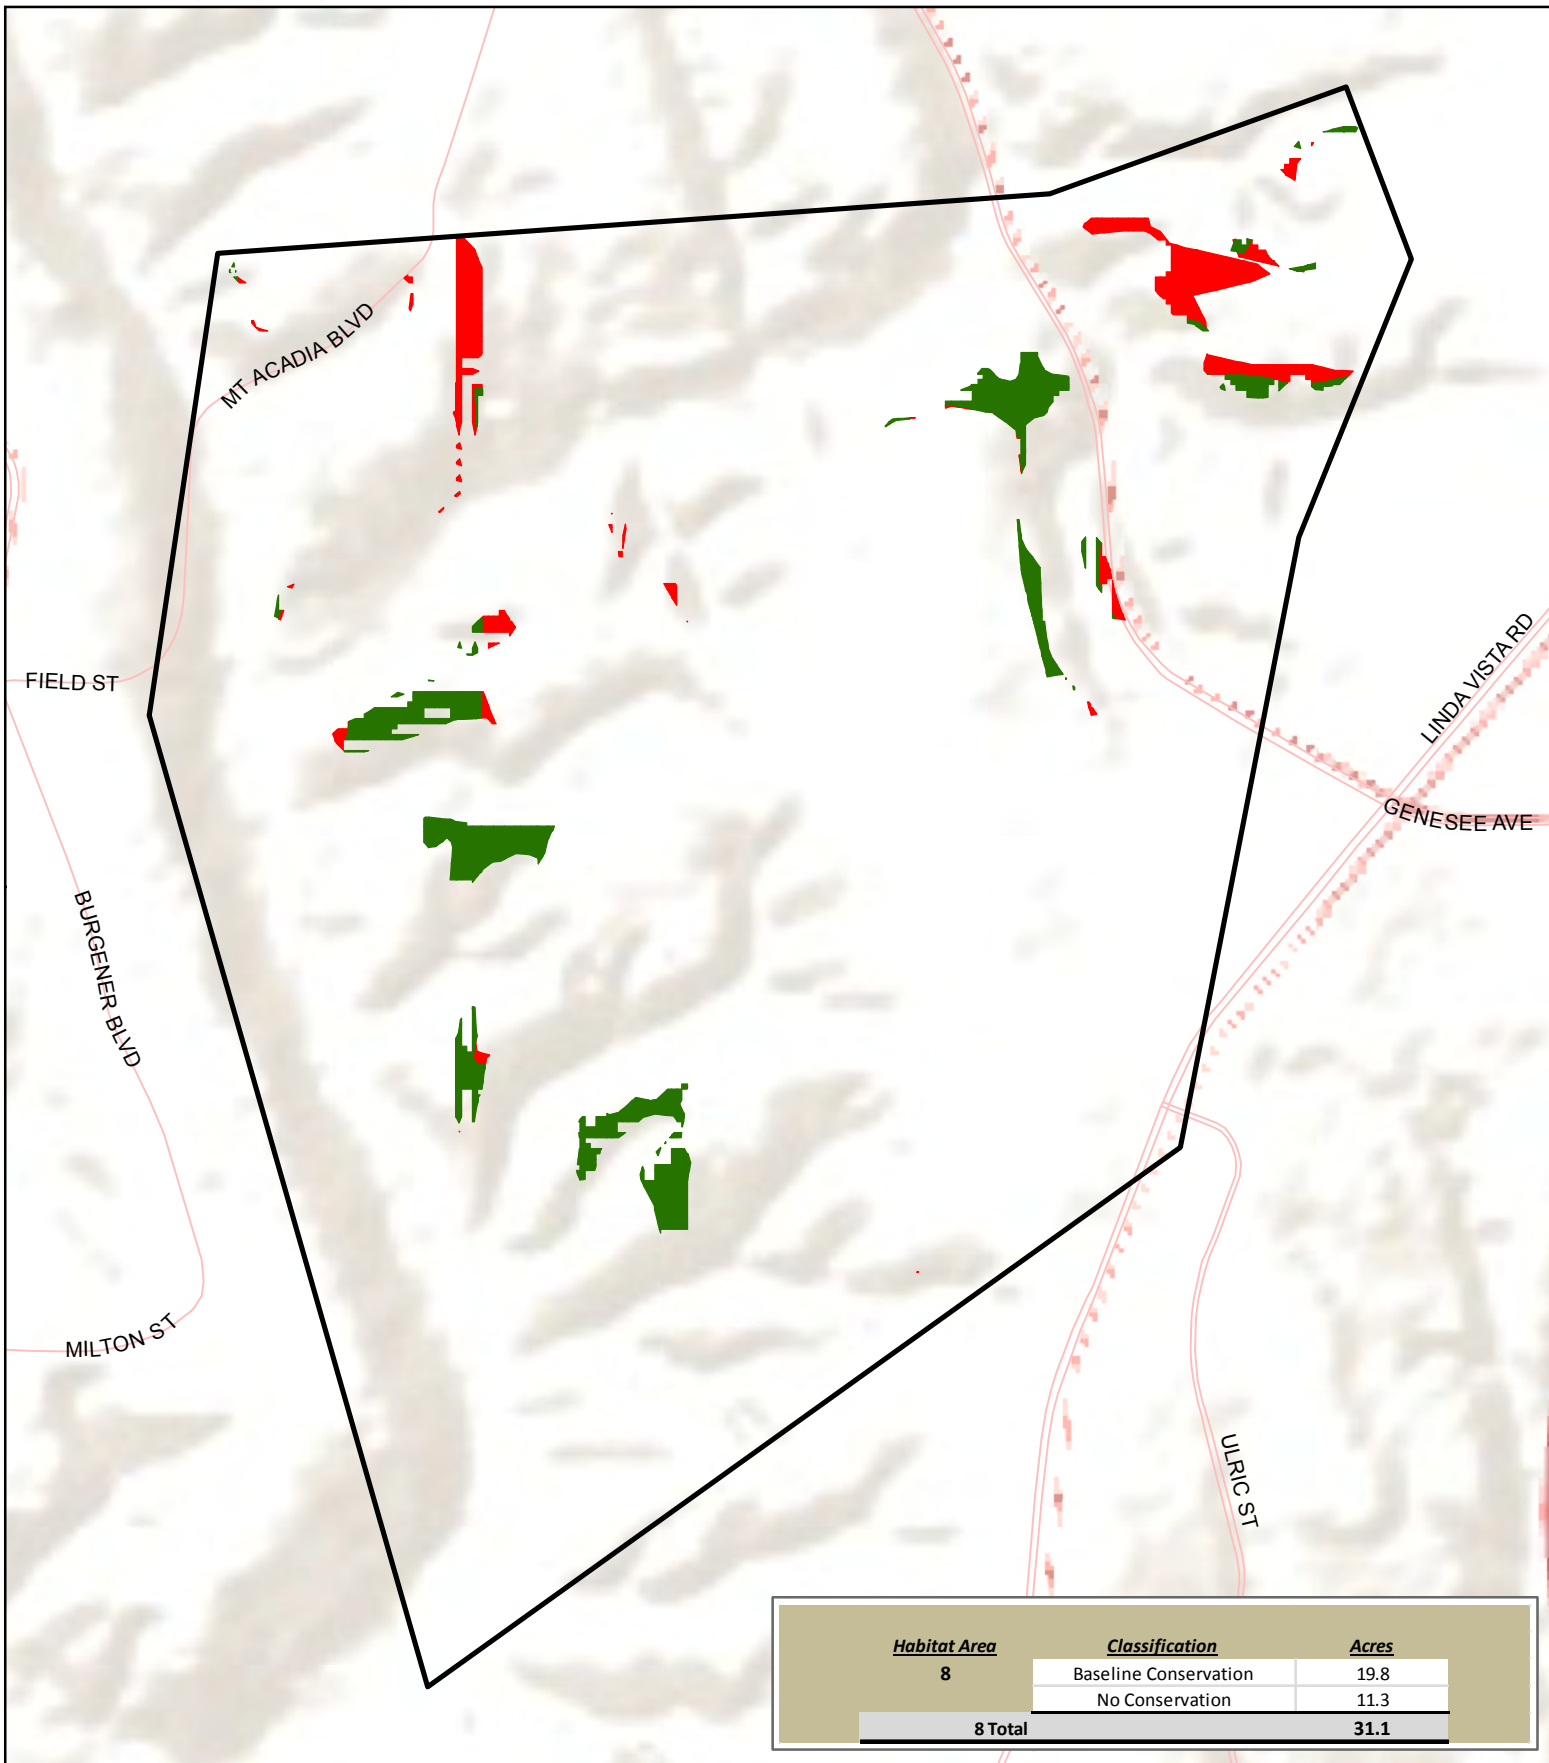 MT ACADIA BLVD
FIELD ST
LINDA VISTA RD
GENESEE AVE
BURGENER BLVD
MILTON ST
ULRIC ST
Habitat Area Classification Acres
8 Baseline Conservation 19.8
No Conservation 11.3
8 Total 31.1